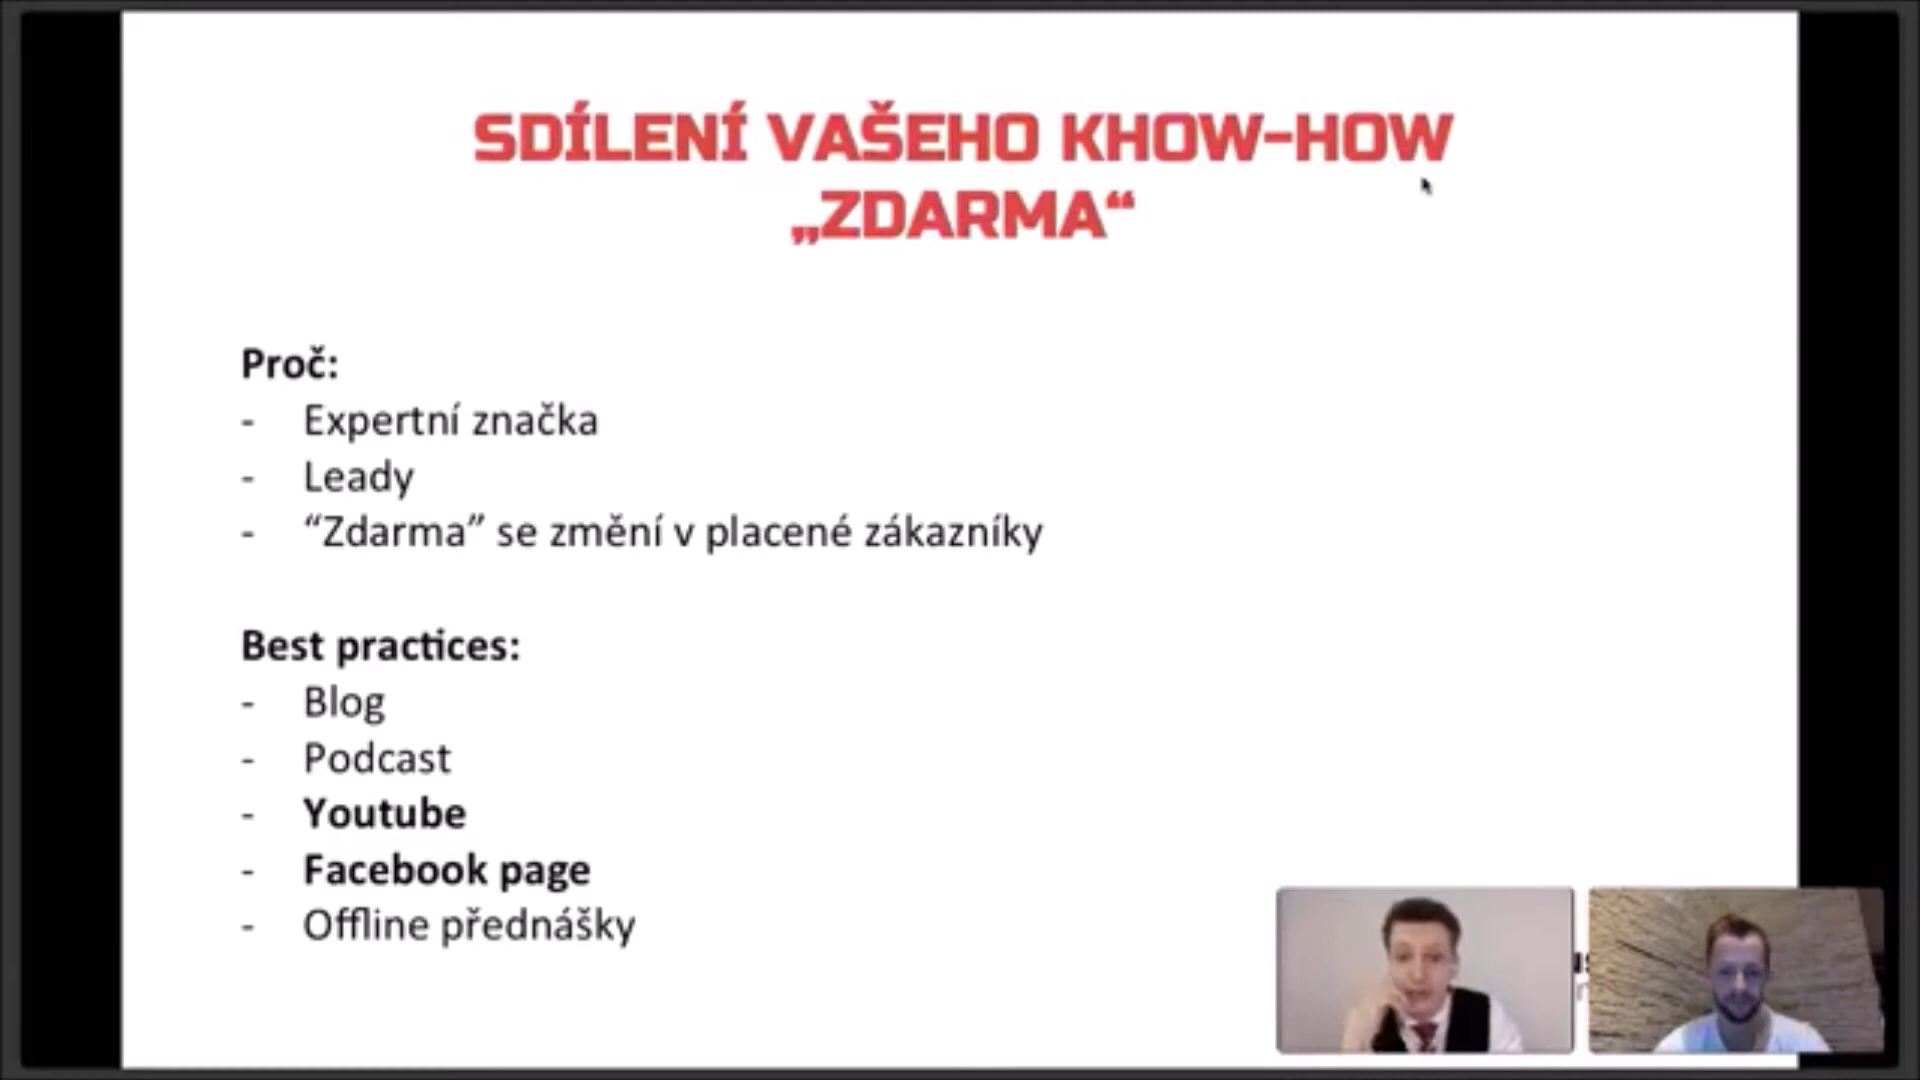 SDÍLENÍ VAŠEHO KHOW-HOW
„ZDARMA“
Proč:
- Expertní značka
- Leady
- “Zdarma” se změní v placené zákazníky
Best practices:
- Blog
- Podcast
- Youtube
- Facebook page
- Offline přednášky